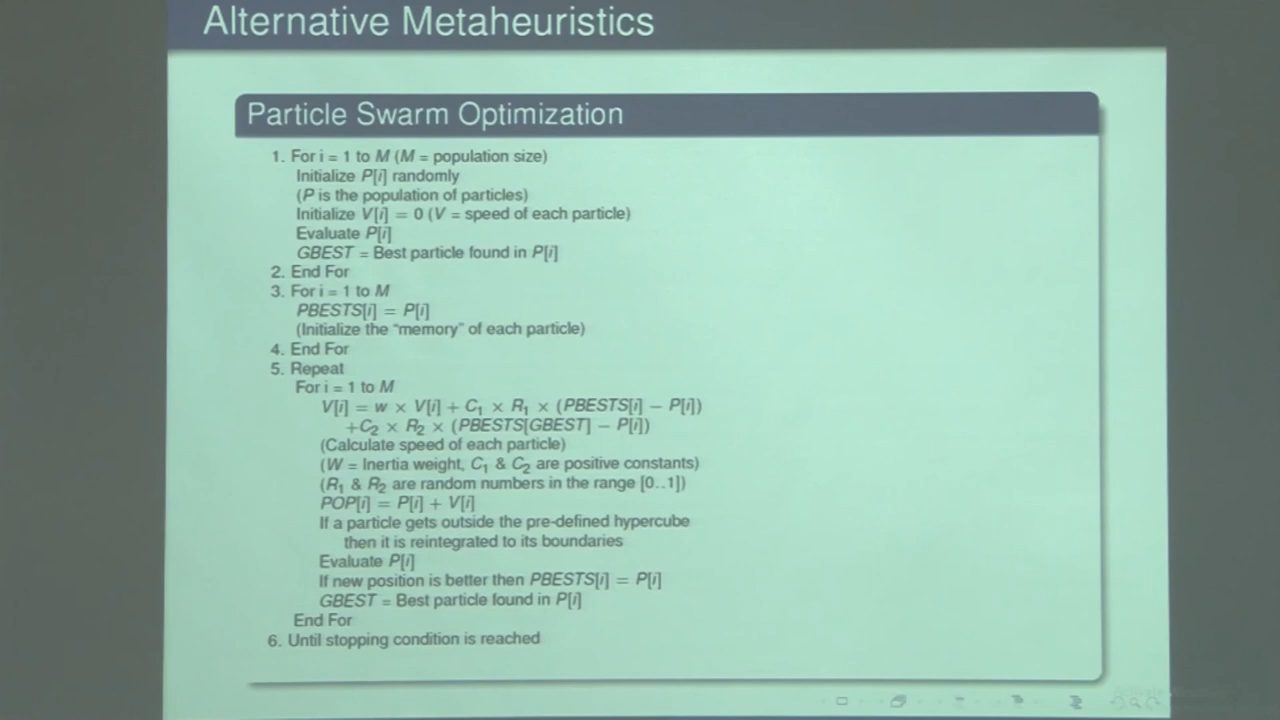 Alternative Metaheuristics
Particle Swarm Optimization
1. For i = 1 to M (M = population size)
Initialize P[i] randomly
(P is the population of particles)
Initialize V[i] = 0 (V = speed of each particle)
Evaluate P[i]
GBEST = Best particle found in P[i]
2. End For
3. For i = 1 to M
PBESTS[i] = P[i]
(Initialize the “memory” of each particle)
4. End For
5. Repeat
For i = 1 to M
V[i] = w × V[i] + C₁ × R₁ × (PBESTS[i] − P[i])
+C₂ × R₂ × (PBESTS[GBEST] − P[i])
(Calculate speed of each particle)
(W = Inertia weight, C₁ & C₂ are positive constants)
(R₁ & R₂ are random numbers in the range [0..1])
POP[i] = P[i] + V[i]
If a particle gets outside the pre-defined hypercube
then it is reintegrated to its boundaries
Evaluate P[i]
If new position is better then PBESTS[i] = P[i]
GBEST = Best particle found in P[i]
End For
6. Until stopping condition is reached